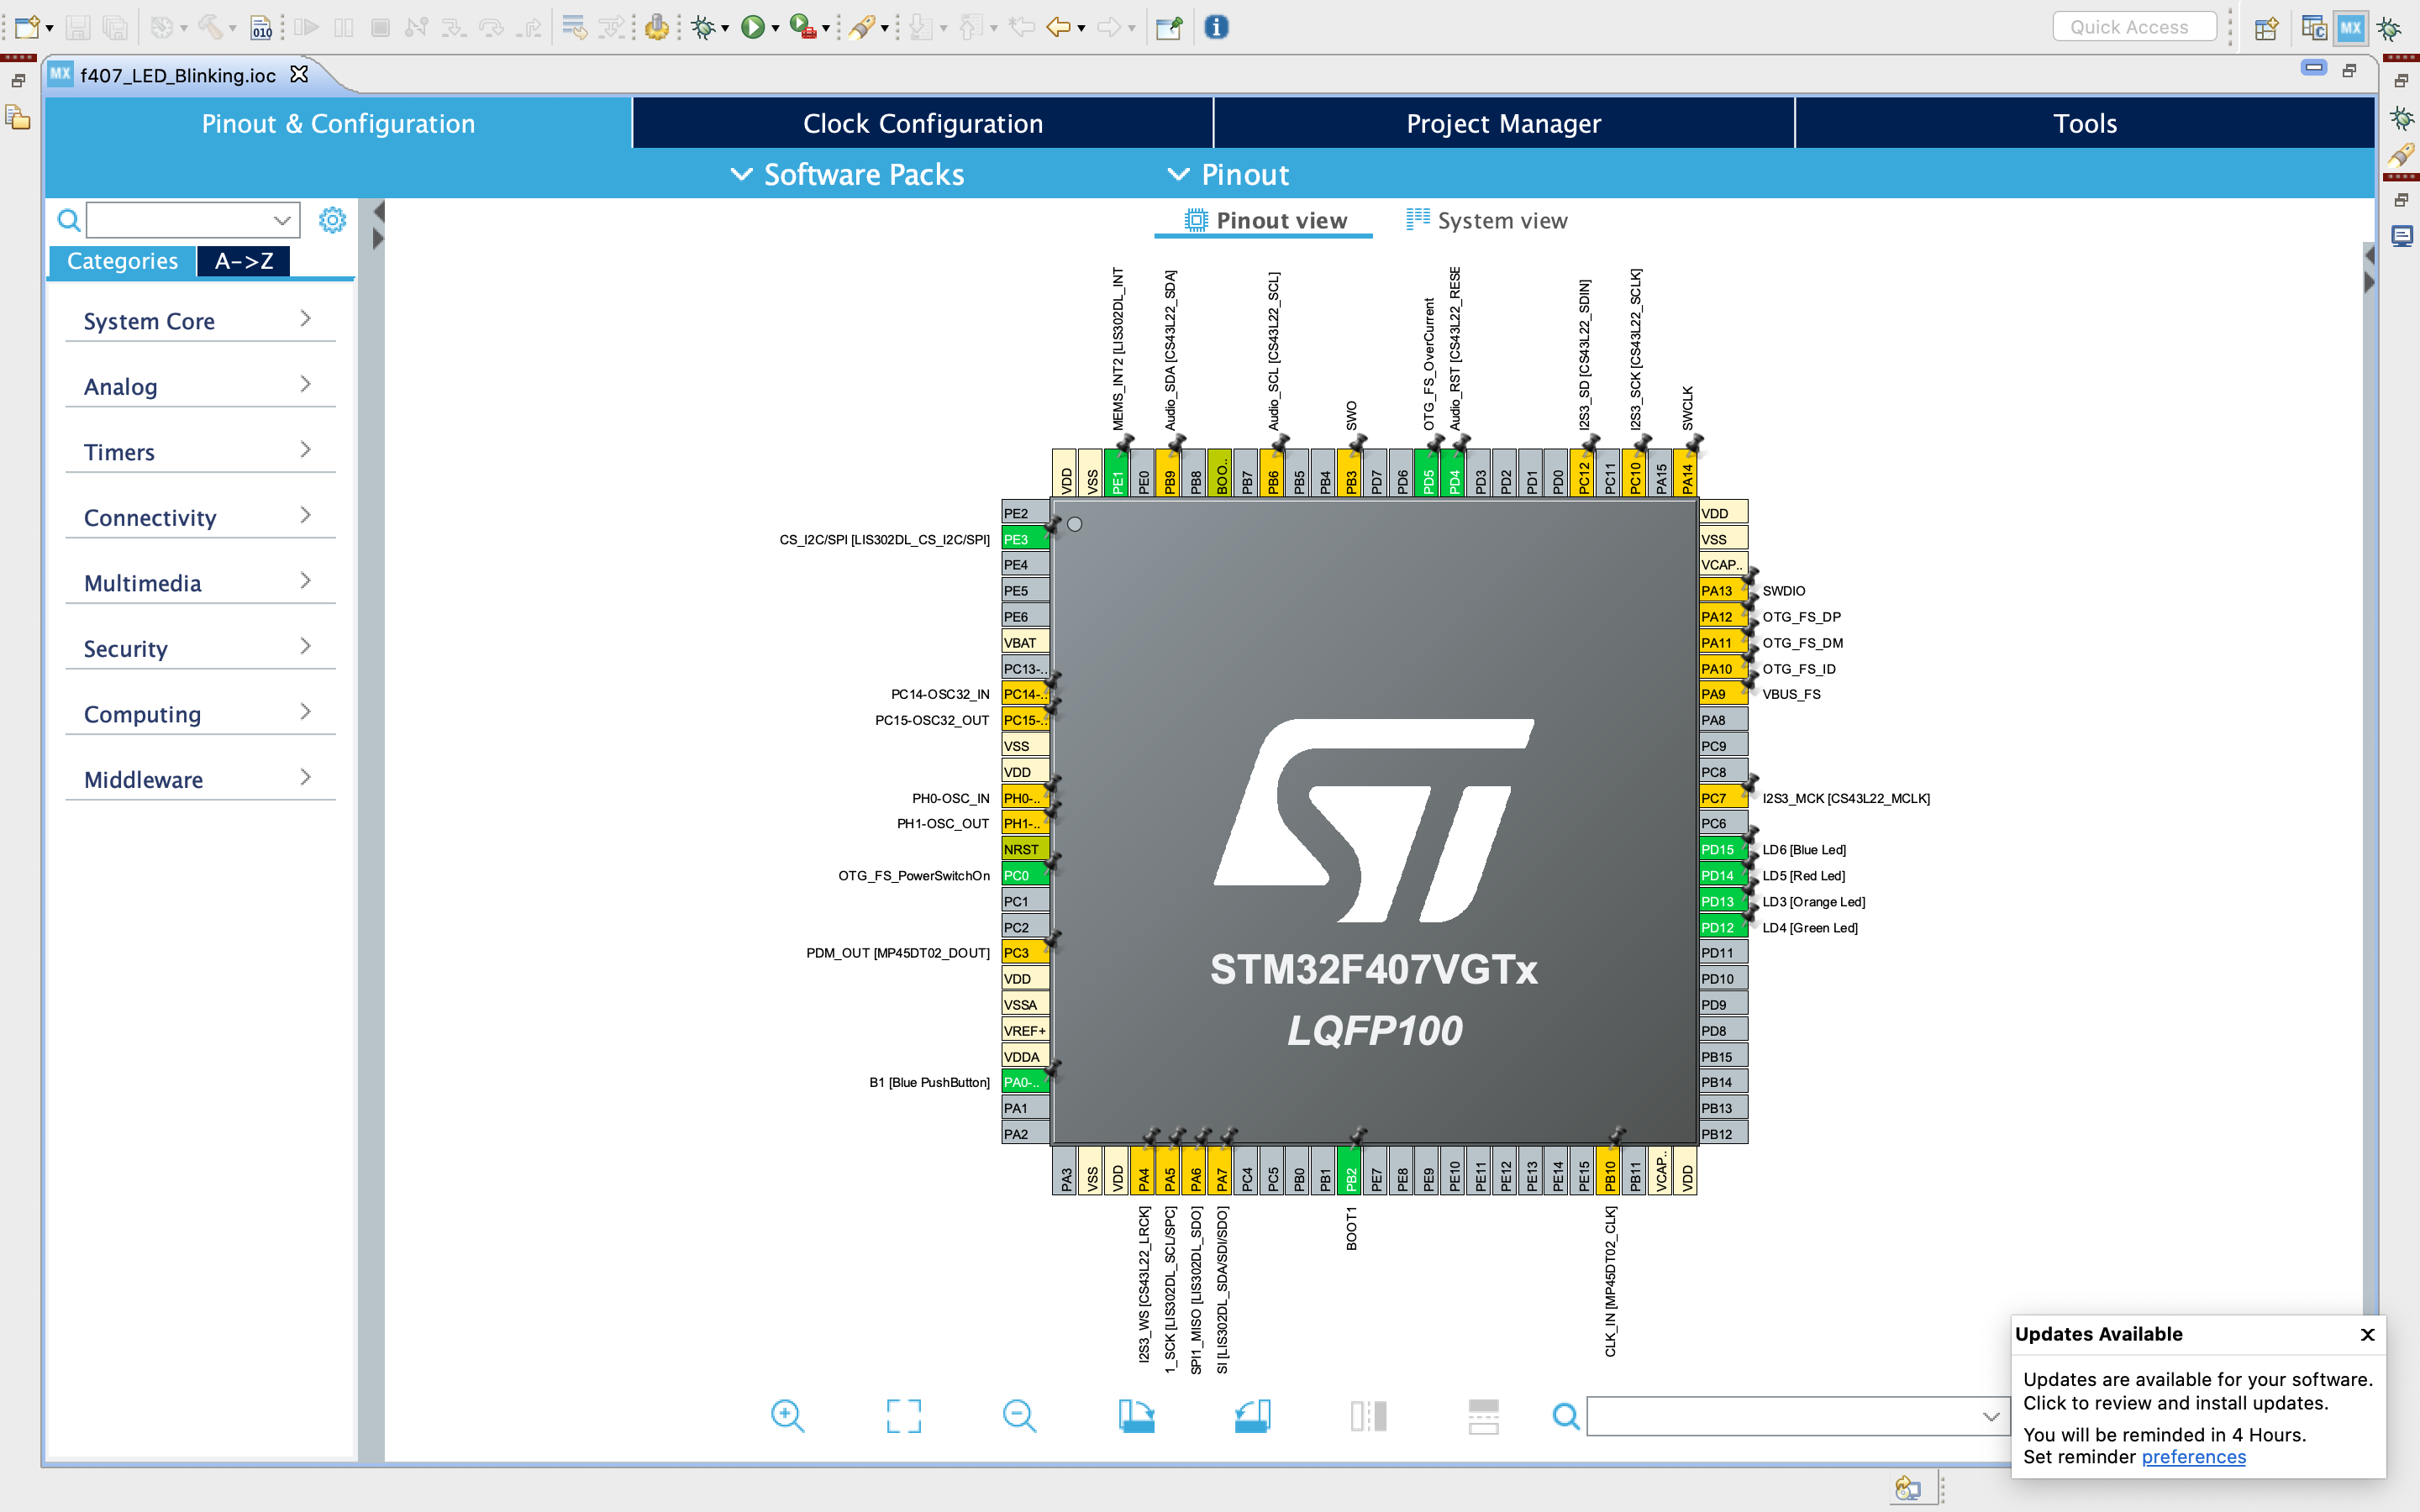 Quick Access
MX
MX f407_LED_Blinking.ioc
Pinout & Configuration
Clock Configuration
Project Manager
Tools
Software Packs
Pinout
Pinout view
System view
Categories
A->Z
System Core
Analog
Timers
Connectivity
Multimedia
Security
Computing
Middleware
MEMS_INT2 [LIS302DL_INT
Audio_SDA [CS43L22_SDA]
Audio_SCL [CS43L22_SCL]
SWO
OTG_FS_OverCurrent
Audio_RST [CS43L22_RESE
I2S3_SD [CS43L22_SDIN]
I2S3_SCK [CS43L22_SCLK]
SWCLK
VDD
VSS
PE1
PE0
PB9
PB8
BOO..
PB7
PB6
PB5
PB4
PB3
PD7
PD6
PD5
PD4
PD3
PD2
PD1
PD0
PC12
PC11
PC10
PA15
PA14
PE2
CS_I2C/SPI [LIS302DL_CS_I2C/SPI] PE3
PE4
PE5
PE6
VBAT
PC13-..
PC14-OSC32_IN PC14-..
PC15-OSC32_OUT PC15-..
VSS
VDD
PH0-OSC_IN PH0-..
PH1-OSC_OUT PH1-..
NRST
OTG_FS_PowerSwitchOn PC0
PC1
PC2
PDM_OUT [MP45DT02_DOUT] PC3
VDD
VSSA
VREF+
VDDA
B1 [Blue PushButton] PA0-..
PA1
PA2
STM32F407VGTx
LQFP100
VDD
VSS
VCAP..
PA13 SWDIO
PA12 OTG_FS_DP
PA11 OTG_FS_DM
PA10 OTG_FS_ID
PA9 VBUS_FS
PA8
PC9
PC8
PC7 I2S3_MCK [CS43L22_MCLK]
PC6
PD15 LD6 [Blue Led]
PD14 LD5 [Red Led]
PD13 LD3 [Orange Led]
PD12 LD4 [Green Led]
PD11
PD10
PD9
PD8
PB15
PB14
PB13
PB12
PA3
VSS
VDD
PA4
PA5
PA6
PA7
PC4
PC5
PB0
PB1
PB2
PE7
PE8
PE9
PE10
PE11
PE12
PE13
PE14
PE15
PB10
PB11
VCAP..
VDD
I2S3_WS [CS43L22_LRCK]
1_SCK [LIS302DL_SCL/SPC]
SPI1_MISO [LIS302DL_SDO]
SI [LIS302DL_SDA/SDI/SDO]
BOOT1
CLK_IN [MP45DT02_CLK]
Updates Available
Updates are available for your software.
Click to review and install updates.
You will be reminded in 4 Hours.
Set reminder preferences